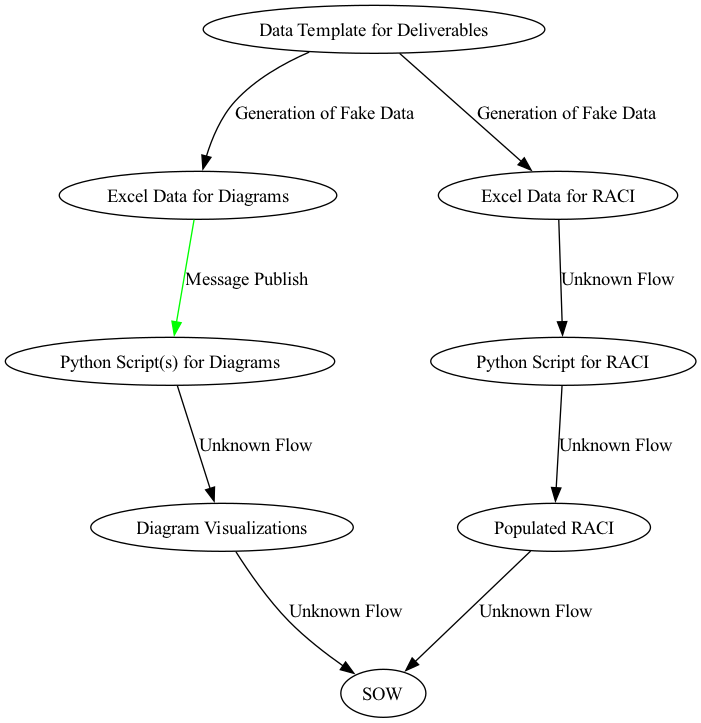 Data Template for Deliverables
Generation of Fake Data
Generation of Fake Data
Excel Data for Diagrams
Excel Data for RACI
Message Publish
Unknown Flow
Python Script(s) for Diagrams
Python Script for RACI
Unknown Flow
Unknown Flow
Diagram Visualizations
Populated RACI
Unknown Flow
Unknown Flow
SOW